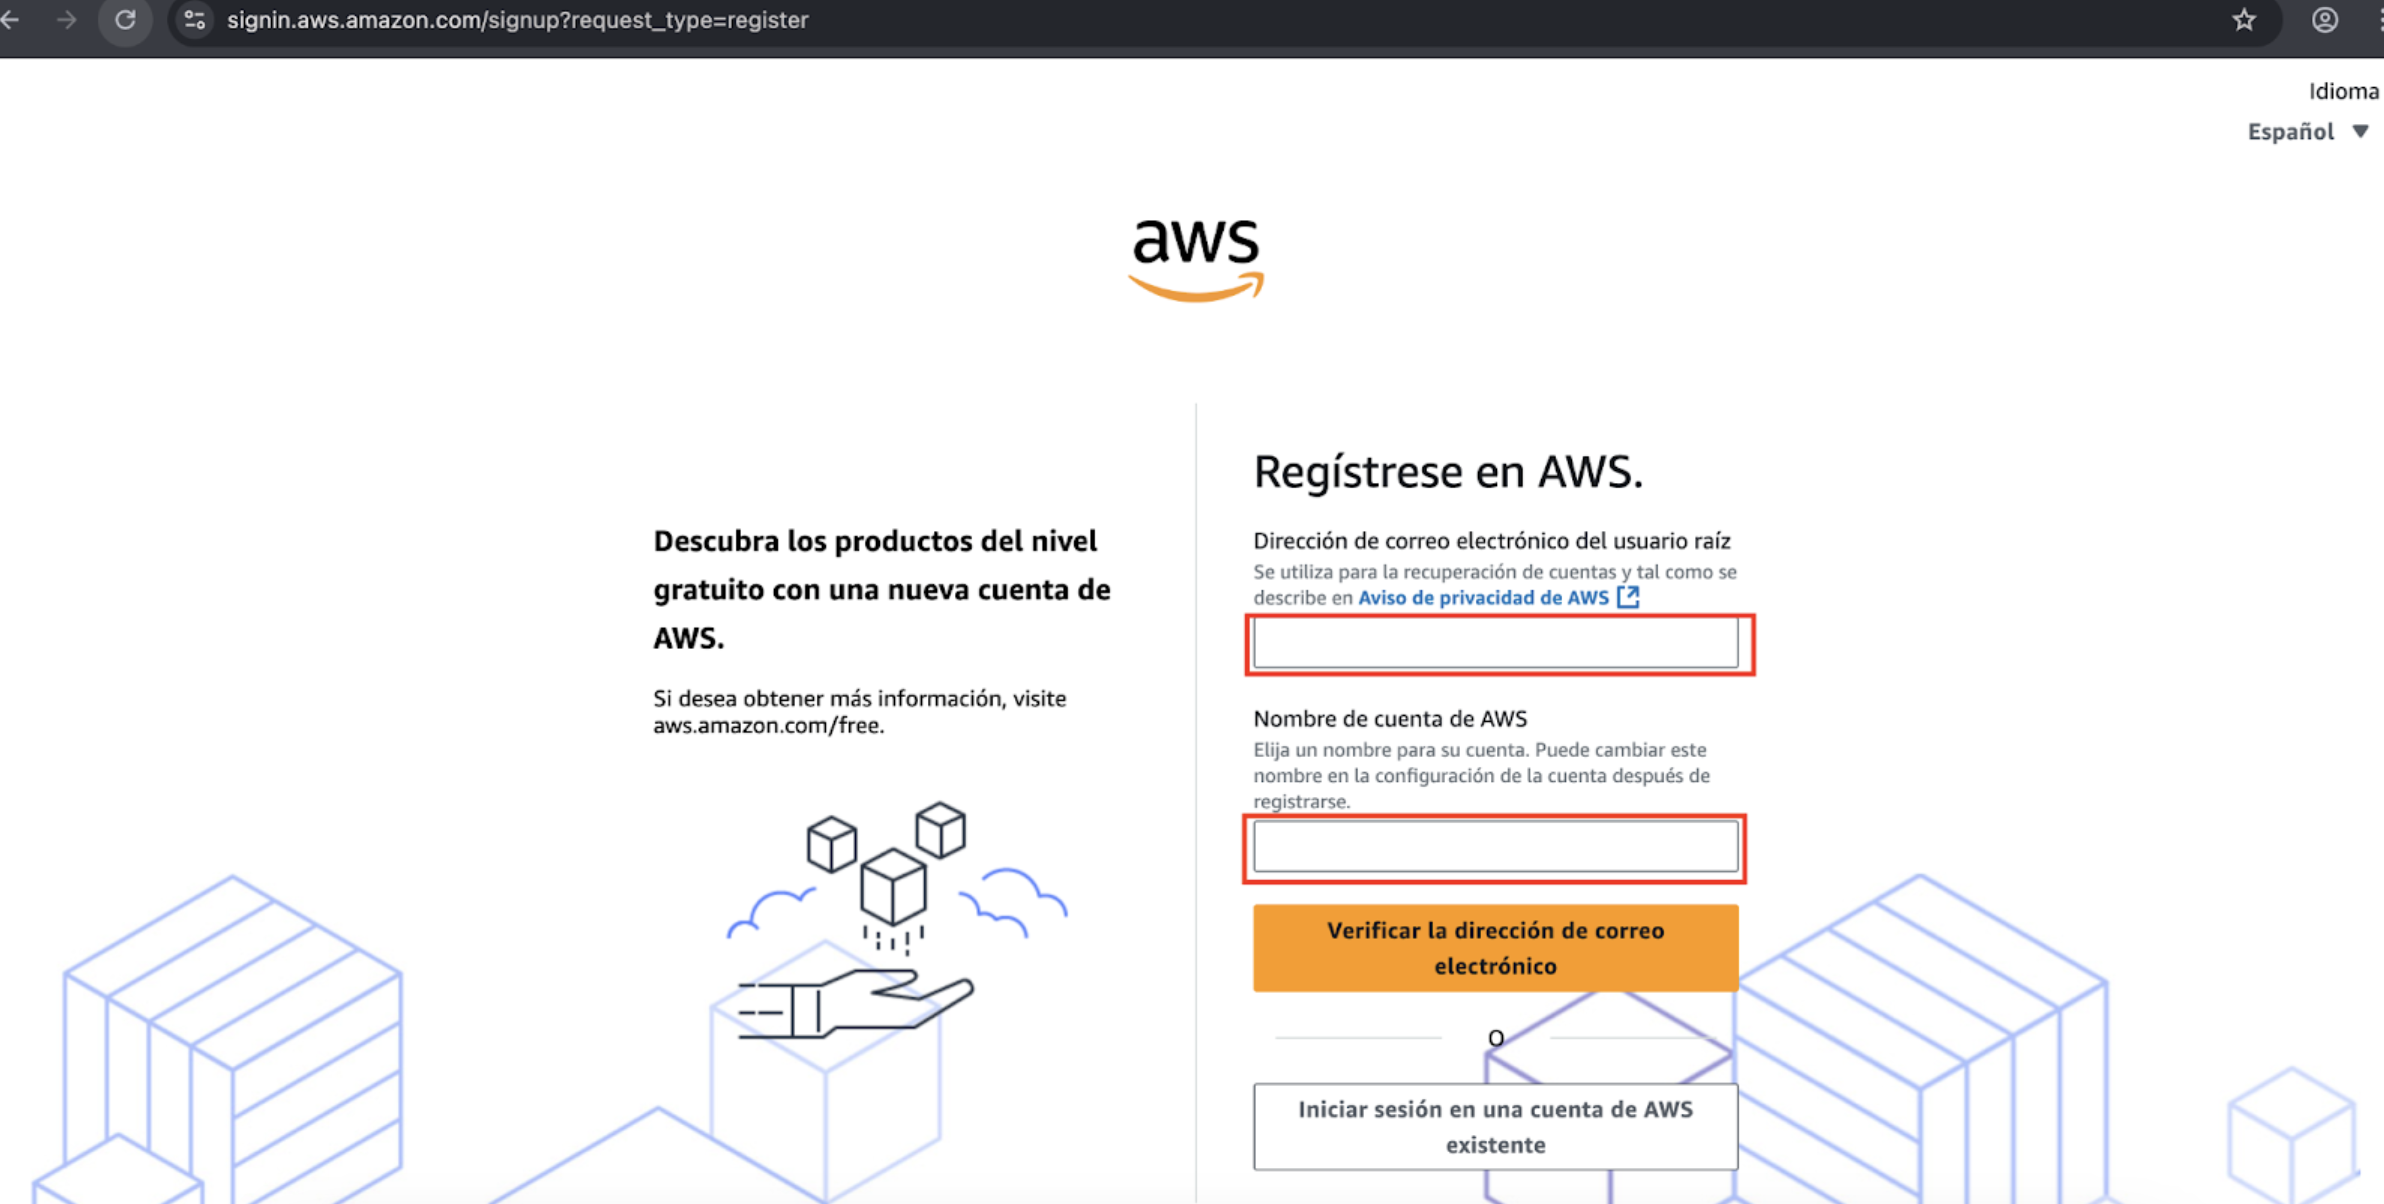 signin.aws.amazon.com/signup?request_type=register
Idioma
Español
aws
Descubra los productos del nivel
gratuito con una nueva cuenta de
AWS.
Si desea obtener más información, visite
aws.amazon.com/free.
Regístrese en AWS.
Dirección de correo electrónico del usuario raíz
Se utiliza para la recuperación de cuentas y tal como se
describe en Aviso de privacidad de AWS
Nombre de cuenta de AWS
Elija un nombre para su cuenta. Puede cambiar este
nombre en la configuración de la cuenta después de
registrarse.
Verificar la dirección de correo
electrónico
O
Iniciar sesión en una cuenta de AWS
existente